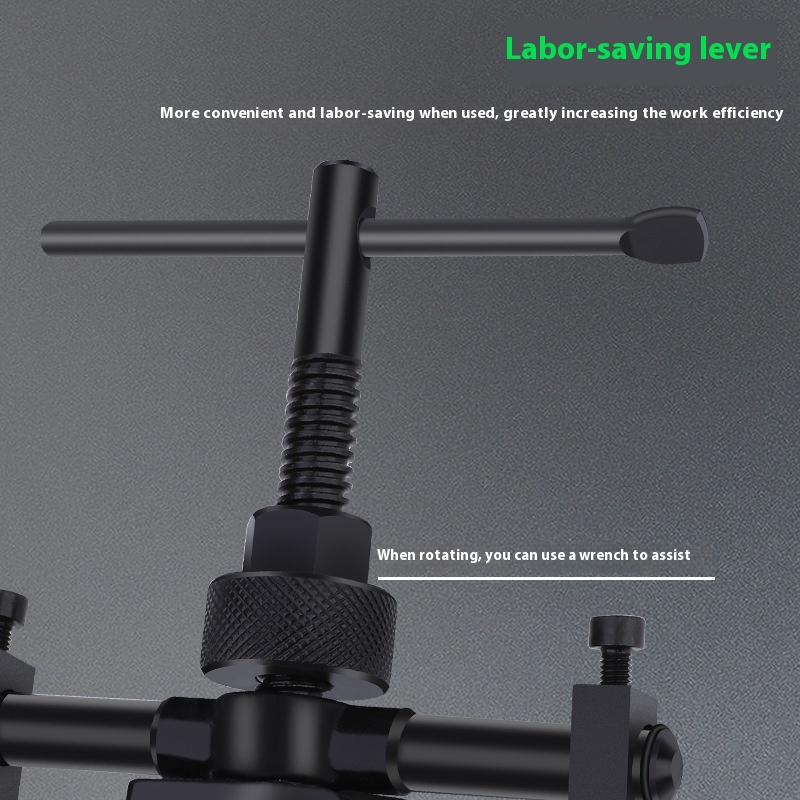 Labor-saving lever
More convenient and labor-saving when used, greatly increasing the work efficiency
When rotating, you can use a wrench to assist